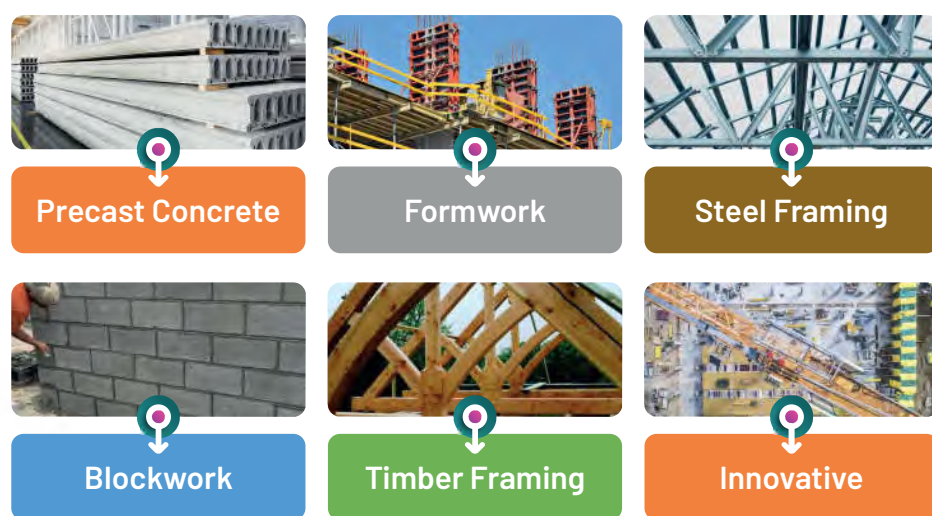 Precast Concrete
Formwork
Steel Framing
Blockwork
Timber Framing
Innovative